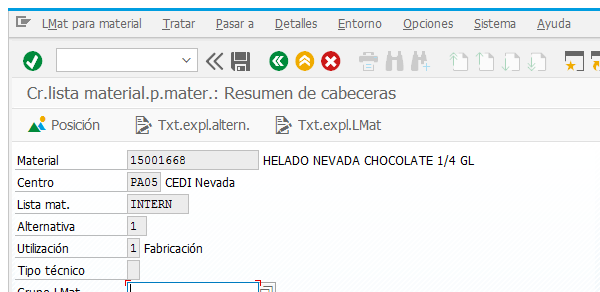 LMat para material Tratar Pasar a Detalles Entorno Opciones Sistema Ayuda
Cr.lista material.p.mater.: Resumen de cabeceras
Posición Txt.expl.altern. Txt.expl.LMat
Material 15001668 HELADO NEVADA CHOCOLATE 1/4 GL
Centro PA05 CEDI Nevada
Lista mat. INTERN
Alternativa 1
Utilización 1 Fabricación
Tipo técnico
Grupo LMat